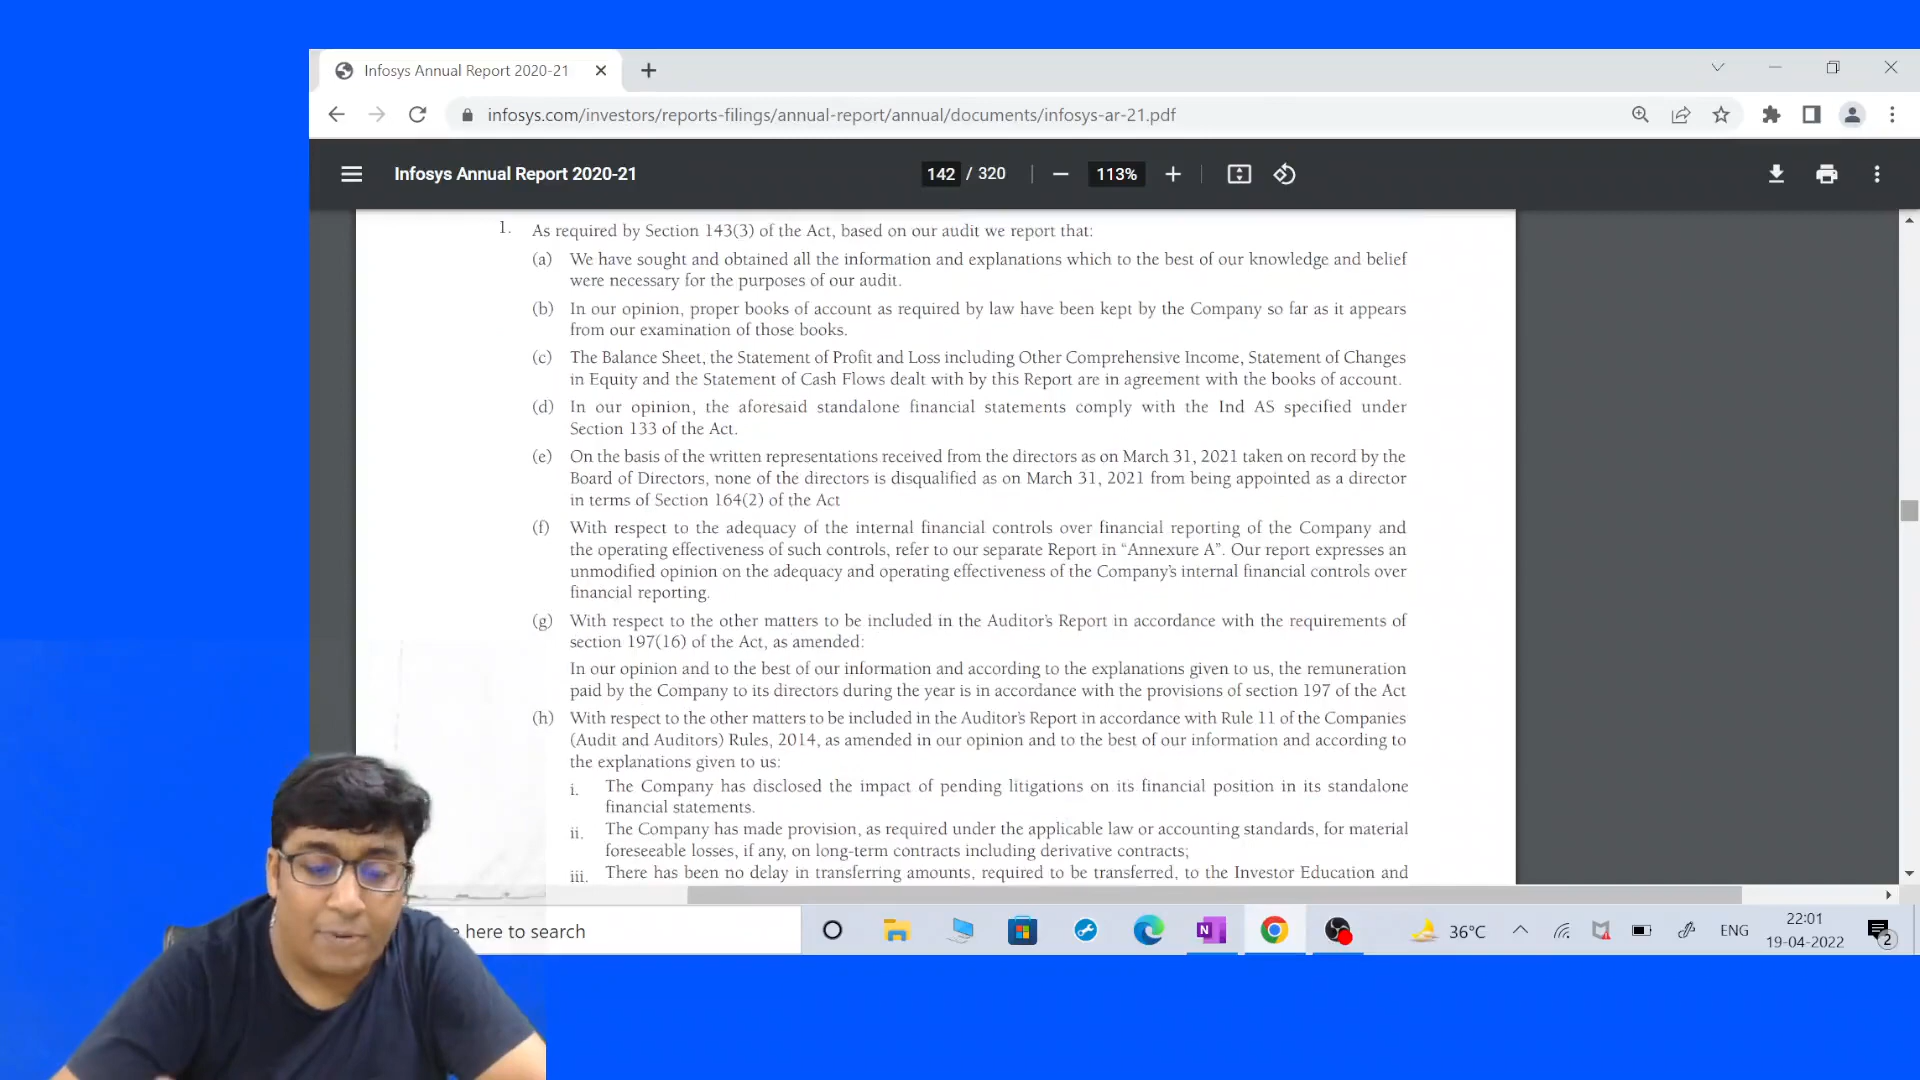 Infosys Annual Report 2020-21
infosys.com/investors/reports-filings/annual-report/annual/documents/infosys-ar-21.pdf
Infosys Annual Report 2020-21
142 / 320
113%
1. As required by Section 143(3) of the Act, based on our audit we report that:
(a) We have sought and obtained all the information and explanations which to the best of our knowledge and belief
were necessary for the purposes of our audit.
(b) In our opinion, proper books of account as required by law have been kept by the Company so far as it appears
from our examination of those books.
(c) The Balance Sheet, the Statement of Profit and Loss including Other Comprehensive Income, Statement of Changes
in Equity and the Statement of Cash Flows dealt with by this Report are in agreement with the books of account.
(d) In our opinion, the aforesaid standalone financial statements comply with the Ind AS specified under
Section 133 of the Act.
(e) On the basis of the written representations received from the directors as on March 31, 2021 taken on record by the
Board of Directors, none of the directors is disqualified as on March 31, 2021 from being appointed as a director
in terms of Section 164(2) of the Act
(f) With respect to the adequacy of the internal financial controls over financial reporting of the Company and
the operating effectiveness of such controls, refer to our separate Report in “Annexure A”. Our report expresses an
unmodified opinion on the adequacy and operating effectiveness of the Company’s internal financial controls over
financial reporting.
(g) With respect to the other matters to be included in the Auditor’s Report in accordance with the requirements of
section 197(16) of the Act, as amended:
In our opinion and to the best of our information and according to the explanations given to us, the remuneration
paid by the Company to its directors during the year is in accordance with the provisions of section 197 of the Act
(h) With respect to the other matters to be included in the Auditor’s Report in accordance with Rule 11 of the Companies
(Audit and Auditors) Rules, 2014, as amended in our opinion and to the best of our information and according to
the explanations given to us:
i. The Company has disclosed the impact of pending litigations on its financial position in its standalone
financial statements.
ii. The Company has made provision, as required under the applicable law or accounting standards, for material
foreseeable losses, if any, on long-term contracts including derivative contracts;
iii. There has been no delay in transferring amounts, required to be transferred, to the Investor Education and
here to search
N
36°C
ENG
22:01
19-04-2022
2